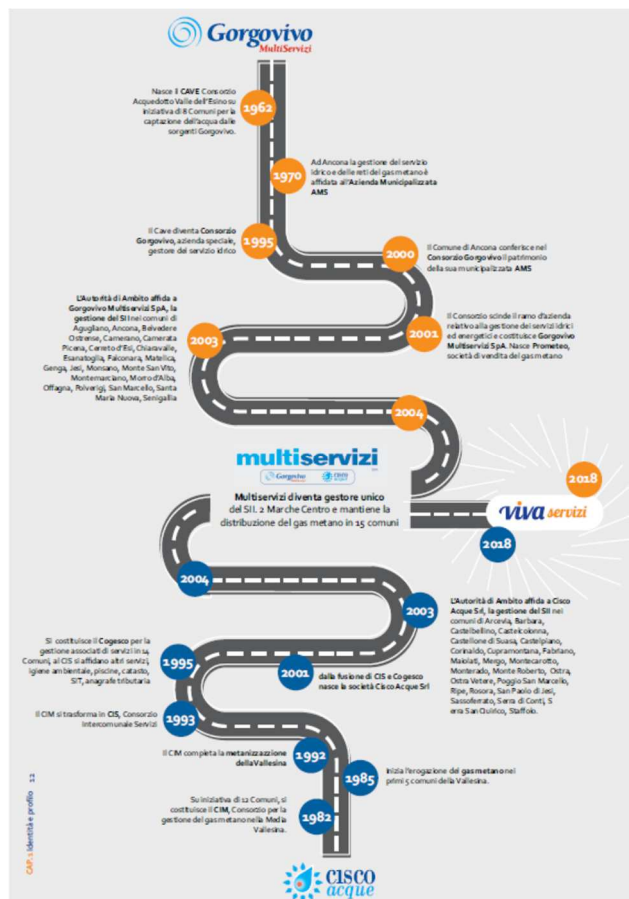 Gorgovivo
MultiServizi
Nasce il CAVE Consorzio
Acquedotto Valle dell'Esino su
iniziativa di 8 Comuni per la
captazione dell'acqua dalle
sorgenti Gorgovivo.
1962
1970
Ad Ancona la gestione del servizio
idrico e delle reti del gas metano è
affidata all'Azienda Municipalizzata
AMS
Il Cave diventa Consorzio
Gorgovivo, azienda speciale,
gestore del servizio idrico
1995
2000
Il Comune di Ancona conferisce nel
Consorzio Gorgovivo il patrimonio
della sua municipalizzata AMS
L'Autorità di Ambito affida a
Gorgovivo Multiservizi SpA, la
gestione del SII nei comuni di
Agugliano, Ancona, Belvedere
Ostrense, Camerano, Camerata
Picena, Cerreto d'Esi, Chiaravalle,
Esanatoglia, Falconara, Matelica,
Genga, Jesi, Monsano, Monte San Vito,
Montemarciano, Morro d'Alba,
Offagna, Polverigi, San Marcello, Santa
Maria Nuova, Senigallia
2003
2001
Il Consorzio scinde il ramo d'azienda
relativo alla gestione dei servizi idrici
ed energetici e costituisce Gorgovivo
Multiservizi SpA. Nasce Prometeo,
società di vendita del gas metano
2004
multiservizi
Gorgovivo
cisco
acque
Multiservizi diventa gestore unico
del SII. 2 Marche Centro e mantiene la
distribuzione del gas metano in 15 comuni
2018
viva servizi
2018
2004
2003
L'Autorità di Ambito affida a Cisco
Acque Srl, la gestione del SII nei
comuni di Arcevia, Barbara,
Castelbellino, Castelcolonna,
Castelleone di Suasa, Castelplano,
Corinaldo, Cupramontana, Fabriano,
Maiolati, Mergo, Montecarotto,
Monterado, Monte Roberto, Ostra,
Ostra Vetere, Poggio San Marcello,
Ripe, Rosora, San Paolo di Jesi,
Sassoferrato, Serra de Conti, S
erra San Quirico, Staffolo.
Si costituisce il Cogesco per la
gestione associati di servizi in 14
Comuni, al CIS si affidano altri servizi,
igiene ambientale, piscine, catasto,
SIT, anagrafe tributaria
1995
2001
dalla fusione di CIS e Cogesco
nasce la società Cisco Acque Srl
Il CIM si trasforma in CIS, Consorzio
Intercomunale Servizi
1993
Il CIM completa la metanizzazzione
della Vallesina
1992
1985
Inizia l'erogazione del gas metano nei
primi 5 comuni della Vallesina.
Su iniziativa di 12 Comuni, si
costituisce il CIM, Consorzio per la
gestione del gas metano nella Media
Vallesina.
1982
CISCO
acque
CAP.1 Identità e profilo 12